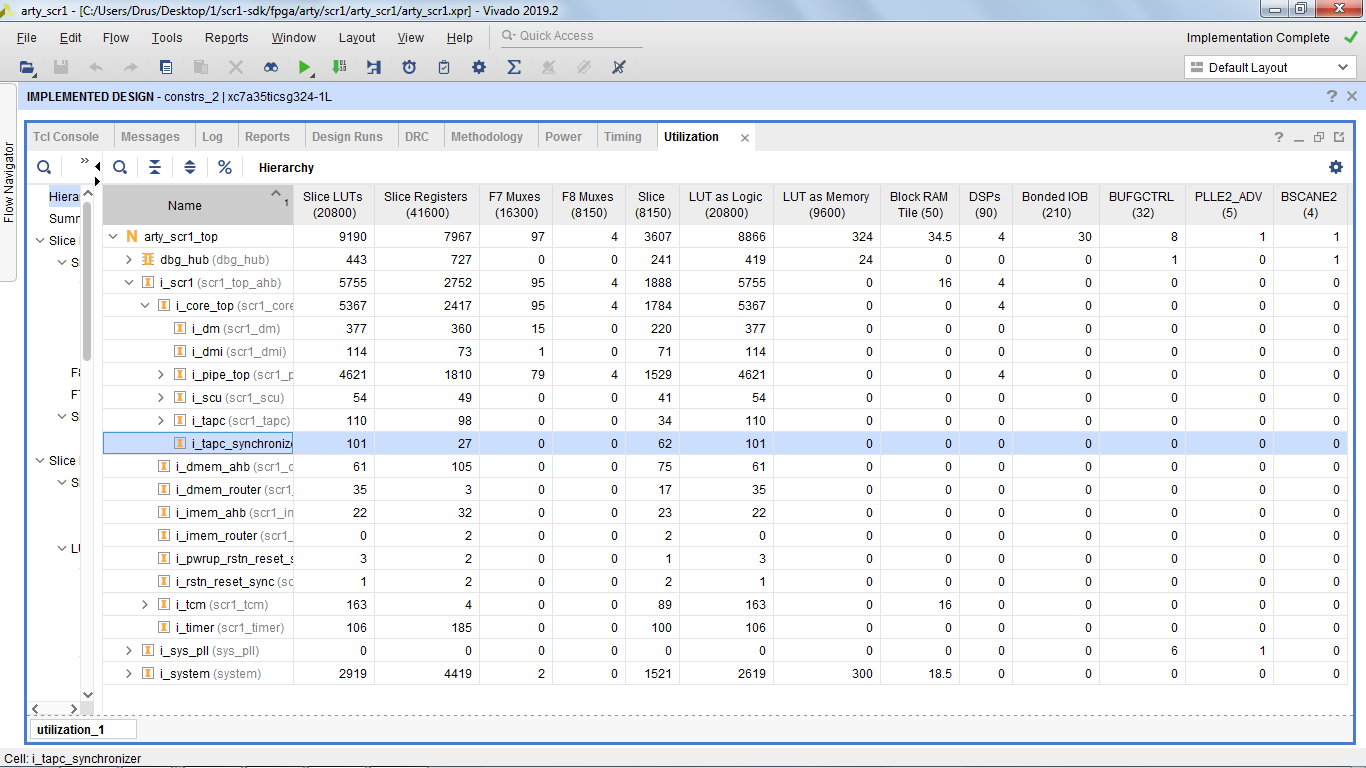 arty_scr1 - [C:/Users/Drus/Desktop/1/scr1-sdk/fpga/arty/scr1/arty_scr1/arty_scr1.xpr] - Vivado 2019.2
File Edit Flow Tools Reports Window Layout View Help Quick Access Implementation Complete
Default Layout
IMPLEMENTED DESIGN - constrs_2 | xc7a35ticsg324-1L
Flow Navigator
Tcl Console Messages Log Reports Design Runs DRC Methodology Power Timing Utilization
Hierarchy
Hiera
Summ
Slice
S
F8
F7
S
Slice
S
LU
Name 1 Slice LUTs (20800) Slice Registers (41600) F7 Muxes (16300) F8 Muxes (8150) Slice (8150) LUT as Logic (20800) LUT as Memory (9600) Block RAM Tile (50) DSPs (90) Bonded IOB (210) BUFGCTRL (32) PLLE2_ADV (5) BSCANE2 (4)
N arty_scr1_top 9190 7967 97 4 3607 8866 324 34.5 4 30 8 1 1
dbg_hub (dbg_hub) 443 727 0 0 241 419 24 0 0 0 1 0 1
i_scr1 (scr1_top_ahb) 5755 2752 95 4 1888 5755 0 16 4 0 0 0 0
i_core_top (scr1_core 5367 2417 95 4 1784 5367 0 0 4 0 0 0 0
i_dm (scr1_dm) 377 360 15 0 220 377 0 0 0 0 0 0 0
i_dmi (scr1_dmi) 114 73 1 0 71 114 0 0 0 0 0 0 0
i_pipe_top (scr1_p 4621 1810 79 4 1529 4621 0 0 4 0 0 0 0
i_scu (scr1_scu) 54 49 0 0 41 54 0 0 0 0 0 0 0
i_tapc (scr1_tapc) 110 98 0 0 34 110 0 0 0 0 0 0 0
i_tapc_synchronize 101 27 0 0 62 101 0 0 0 0 0 0 0
i_dmem_ahb (scr1_d 61 105 0 0 75 61 0 0 0 0 0 0 0
i_dmem_router (scr1_ 35 3 0 0 17 35 0 0 0 0 0 0 0
i_imem_ahb (scr1_im 22 32 0 0 23 22 0 0 0 0 0 0 0
i_imem_router (scr1_ 0 2 0 0 2 0 0 0 0 0 0 0 0
i_pwrup_rstn_reset_s 3 2 0 0 1 3 0 0 0 0 0 0 0
i_rstn_reset_sync (sc 1 2 0 0 2 1 0 0 0 0 0 0 0
i_tcm (scr1_tcm) 163 4 0 0 89 163 0 16 0 0 0 0 0
i_timer (scr1_timer) 106 185 0 0 100 106 0 0 0 0 0 0 0
i_sys_pll (sys_pll) 0 0 0 0 0 0 0 0 0 0 6 1 0
i_system (system) 2919 4419 2 0 1521 2619 300 18.5 0 0 0 0 0
utilization_1
Cell: i_tapc_synchronizer